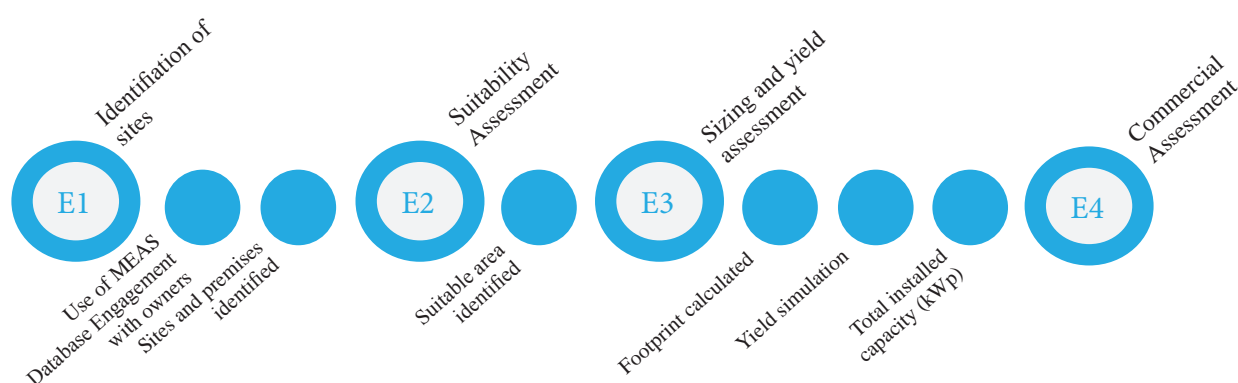 Identifiation of
sites
Suitability
Assessment
Sizing and yield
assessment
Commercial
Assessment
E1
E2
E3
E4
Use of MEAS
Database Engagement
with owners
Sites and premises
identified
Suitable area
identified
Footprint calculated
Yield simulation
Total installed
capacity (kWp)